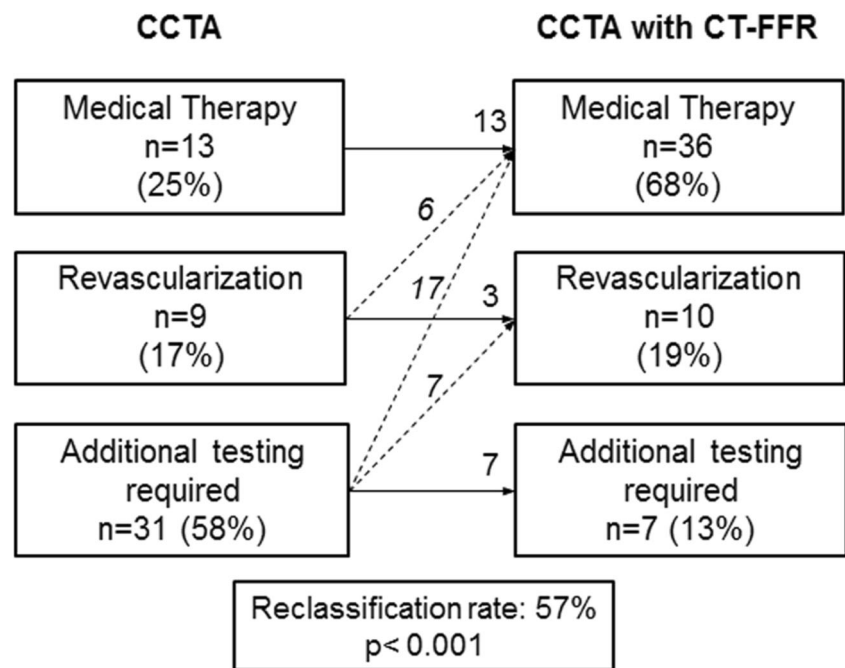 CCTA
CCTA with CT-FFR
Medical Therapy
n=13
(25%)
13
Medical Therapy
n=36
(68%)
6
Revascularization
n=9
(17%)
17
3
Revascularization
n=10
(19%)
7
Additional testing
required
n=31 (58%)
7
Additional testing
required
n=7 (13%)
Reclassification rate: 57%
p< 0.001